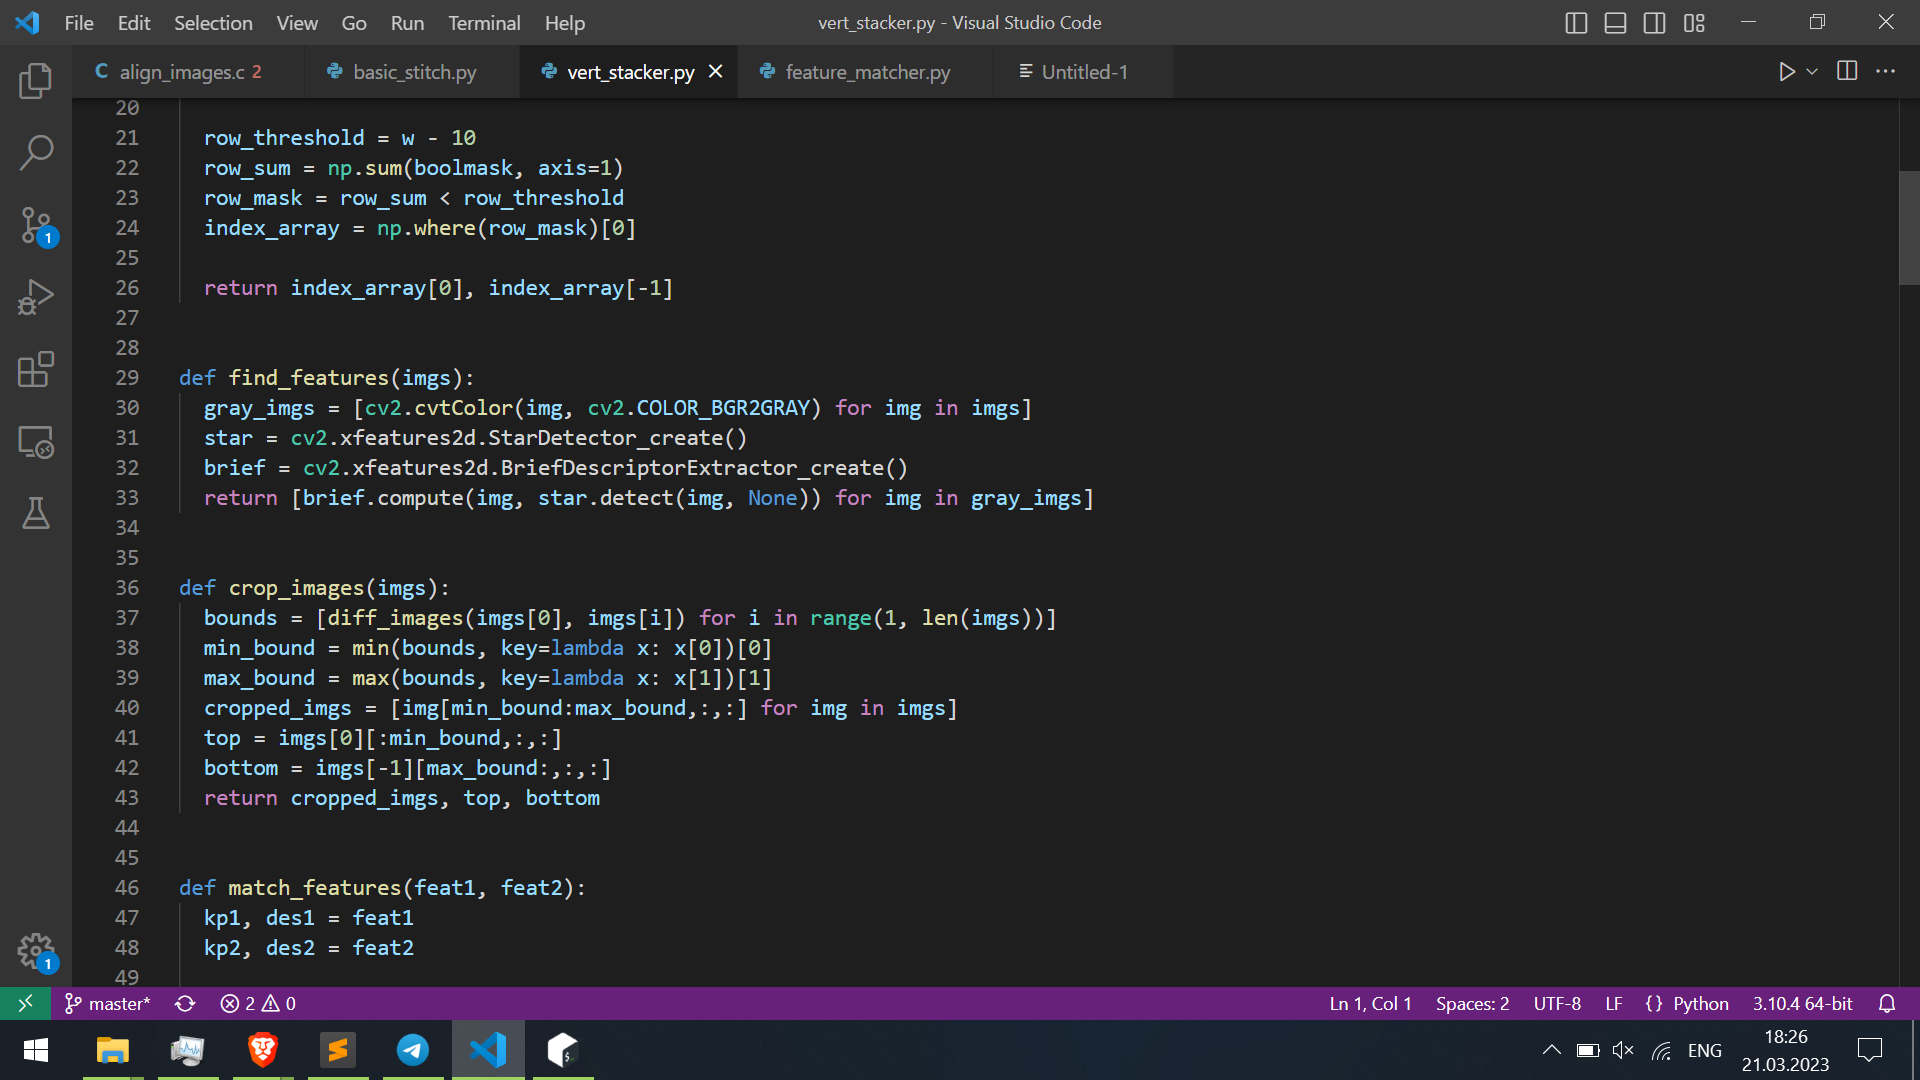 File Edit Selection View Go Run Terminal Help vert_stacker.py - Visual Studio Code
C align_images.c 2 basic_stitch.py vert_stacker.py feature_matcher.py Untitled-1
20
21 row_threshold = w - 10
22 row_sum = np.sum(boolmask, axis=1)
23 row_mask = row_sum < row_threshold
24 index_array = np.where(row_mask)[0]
25
26 return index_array[0], index_array[-1]
27
28
29 def find_features(imgs):
30 gray_imgs = [cv2.cvtColor(img, cv2.COLOR_BGR2GRAY) for img in imgs]
31 star = cv2.xfeatures2d.StarDetector_create()
32 brief = cv2.xfeatures2d.BriefDescriptorExtractor_create()
33 return [brief.compute(img, star.detect(img, None)) for img in gray_imgs]
34
35
36 def crop_images(imgs):
37 bounds = [diff_images(imgs[0], imgs[i]) for i in range(1, len(imgs))]
38 min_bound = min(bounds, key=lambda x: x[0])[0]
39 max_bound = max(bounds, key=lambda x: x[1])[1]
40 cropped_imgs = [img[min_bound:max_bound,:,:] for img in imgs]
41 top = imgs[0][:min_bound,:,:]
42 bottom = imgs[-1][max_bound:,:,:]
43 return cropped_imgs, top, bottom
44
45
46 def match_features(feat1, feat2):
47 kp1, des1 = feat1
48 kp2, des2 = feat2
49
1
1
master* 2 0 Ln 1, Col 1 Spaces: 2 UTF-8 LF {} Python 3.10.4 64-bit
ENG 18:26
21.03.2023